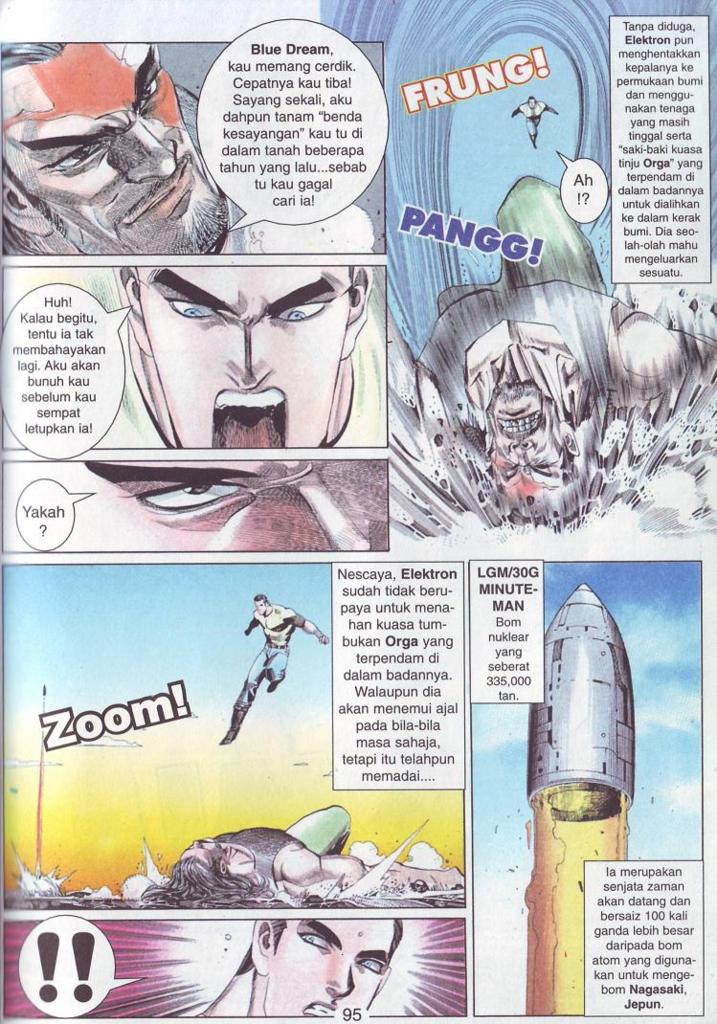 Blue Dream,
kau memang cerdik.
Cepatnya kau tiba!
Sayang sekali, aku
dahpun tanam "benda
kesayangan" kau tu di
dalam tanah beberapa
tahun yang lalu...sebab
tu kau gagal
cari ia!
Huh!
Kalau begitu,
tentu ia tak
membahayakan
lagi. Aku akan
bunuh kau
sebelum kau
sempat
letupkan ia!
Yakah
?
FRUNG!
PANGG!
Ah
!?
Tanpa diduga,
Elektron pun
menghentakkan
kepalanya ke
permukaan bumi
dan menggu-
nakan tenaga
yang masih
tinggal serta
"saki-baki kuasa
tinju Orga" yang
terpendam di
dalam badannya
untuk dialihkan
ke dalam kerak
bumi. Dia seo-
lah-olah mahu
mengeluarkan
sesuatu.
Zoom!
Nescaya, Elektron
sudah tidak beru-
paya untuk mena-
han kuasa tum-
bukan Orga yang
terpendam di
dalam badannya.
Walaupun dia
akan menemui ajal
pada bila-bila
masa sahaja,
tetapi itu telahpun
memadai....
LGM/30G
MINUTE-
MAN
Bom
nuklear
yang
seberat
335,000
tan.
Ia merupakan
senjata zaman
akan datang dan
bersaiz 100 kali
ganda lebih besar
daripada bom
atom yang diguna-
kan untuk menge-
bom Nagasaki,
Jepun.
!!
95